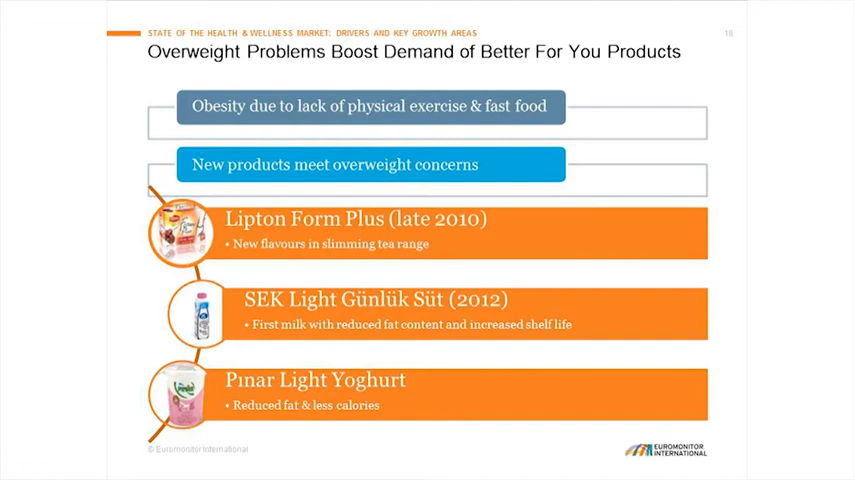 STATE OF THE HEALTH & WELLNESS MARKET: DRIVERS AND KEY GROWTH AREAS
18
Overweight Problems Boost Demand of Better For You Products
Obesity due to lack of physical exercise & fast food
New products meet overweight concerns
Lipton Form Plus (late 2010)
• New flavours in slimming tea range
SEK Light Günlük Süt (2012)
• First milk with reduced fat content and increased shelf life
Pınar Light Yoghurt
• Reduced fat & less calories
© Euromonitor International
EUROMONITOR
INTERNATIONAL